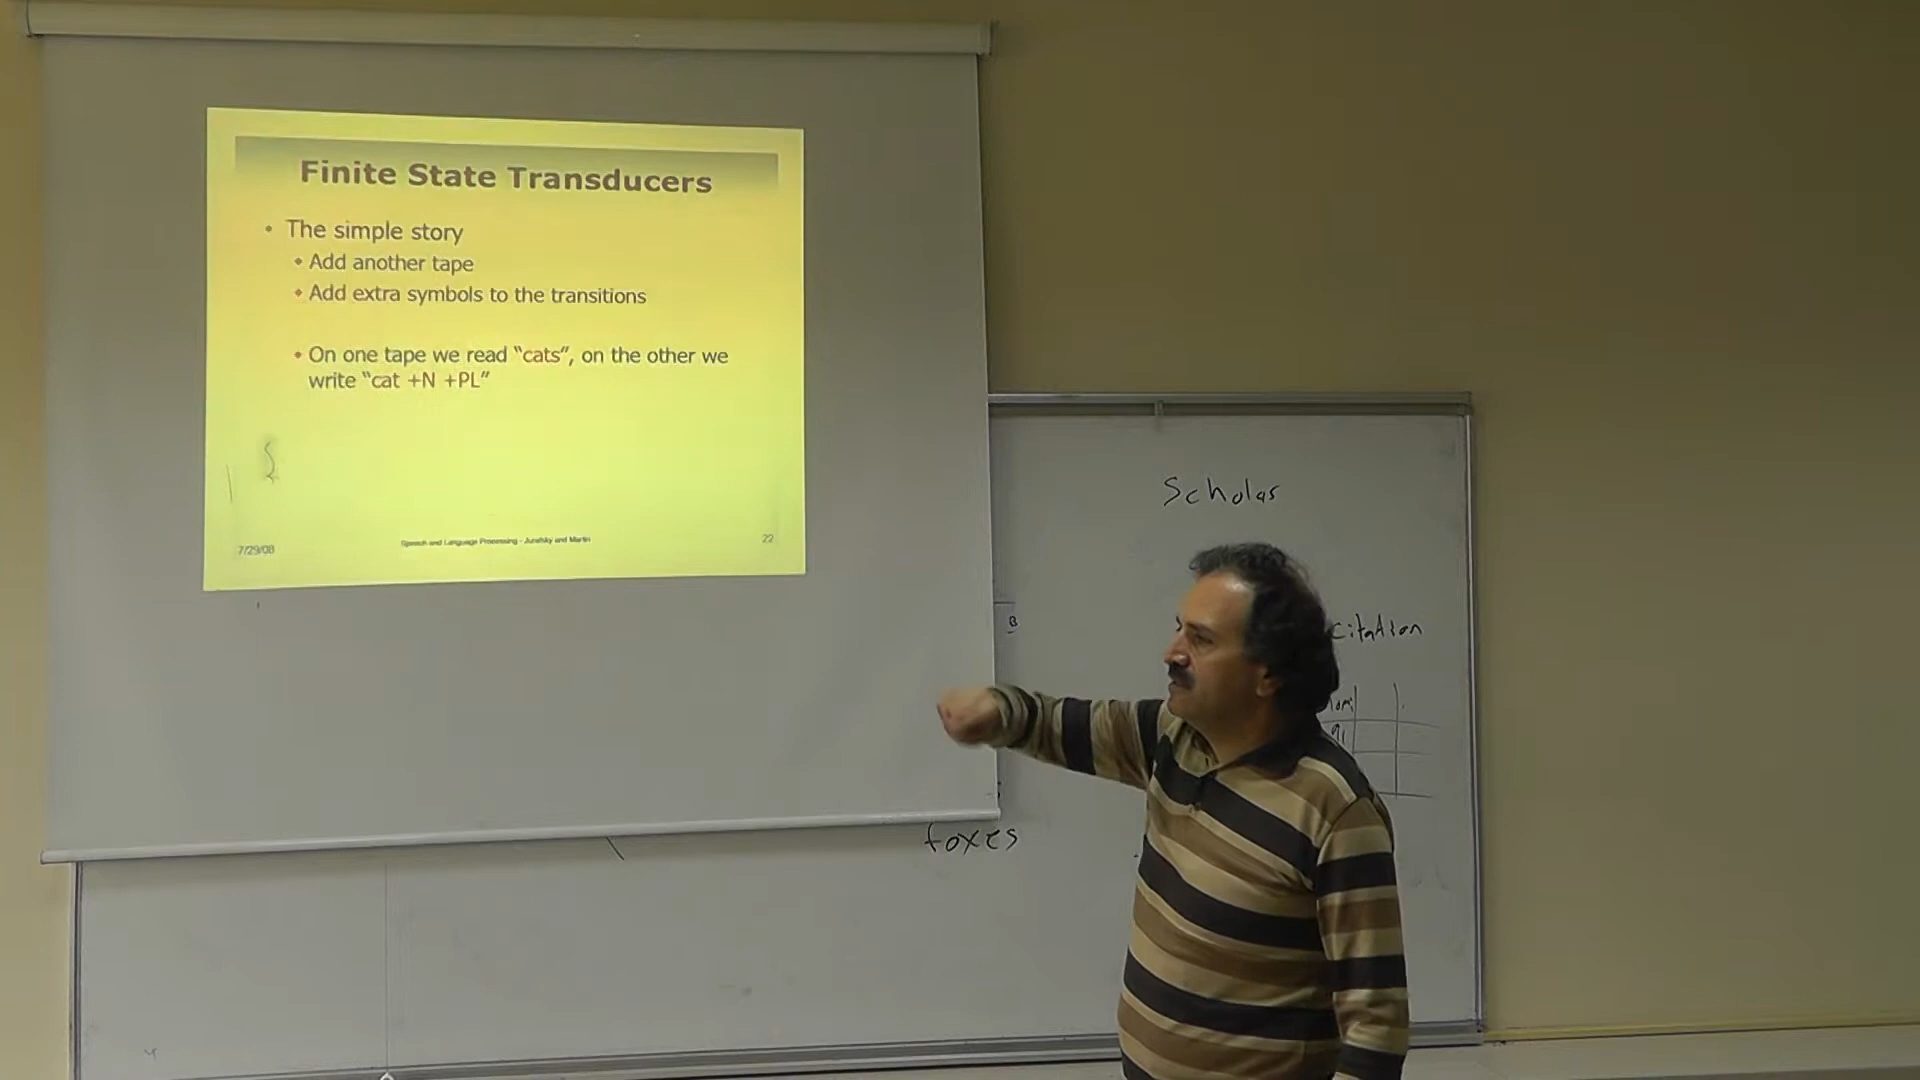 Finite State Transducers
• The simple story
• Add another tape
• Add extra symbols to the transitions
• On one tape we read “cats”, on the other we
write “cat +N +PL”
7/29/08
Speech and Language Processing - Jurafsky and Martin
22
Scholar
B
citation
foxes